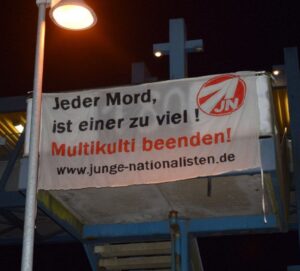 Jeder Mord,
ist einer zu viel !
Multikulti beenden!
www.junge-nationalisten.de
JN